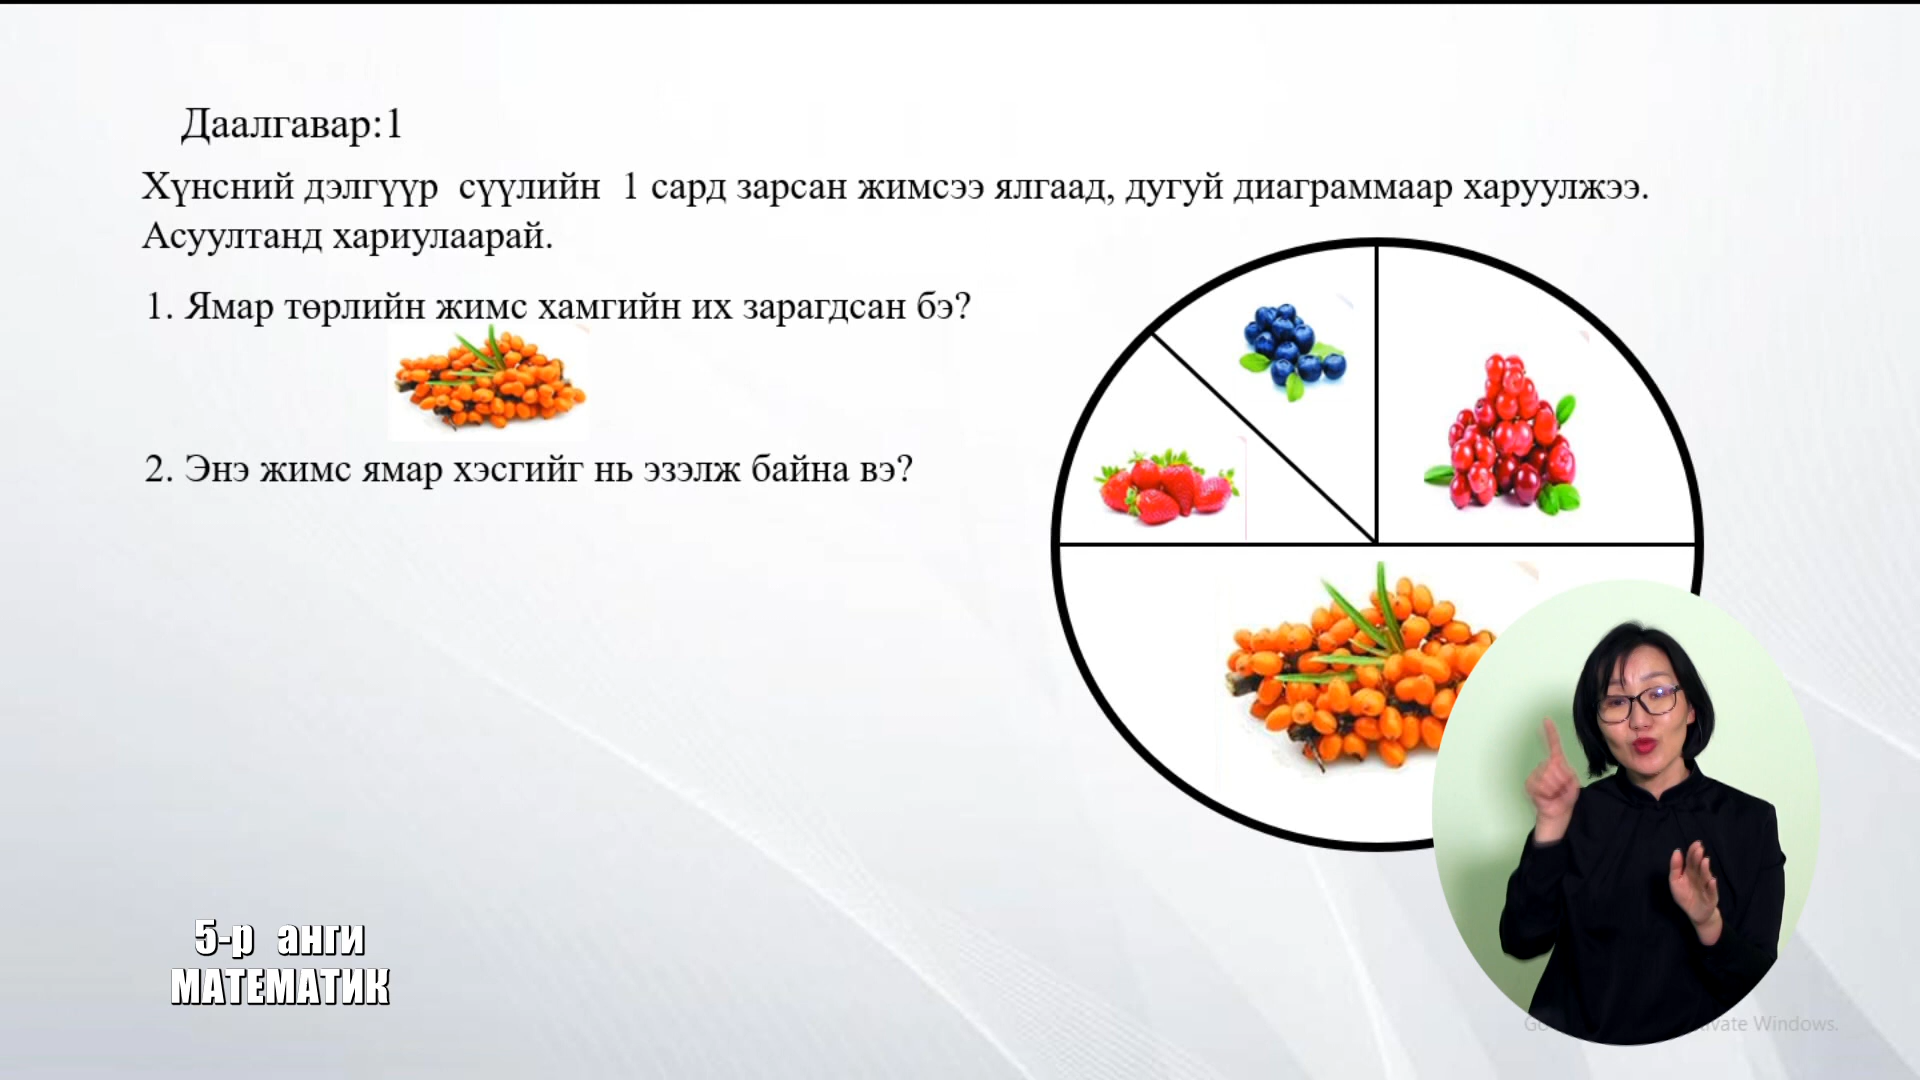 Даалгавар:1
Хүнсний дэлгүүр сүүлийн 1 сард зарсан жимсээ ялгаад, дугуй диаграммаар харуулжээ.
Асуултанд хариулаарай.
1. Ямар төрлийн жимс хамгийн их зарагдсан бэ?
2. Энэ жимс ямар хэсгийг нь эзэлж байна вэ?
5-р анги
МАТЕМАТИК
Windows.